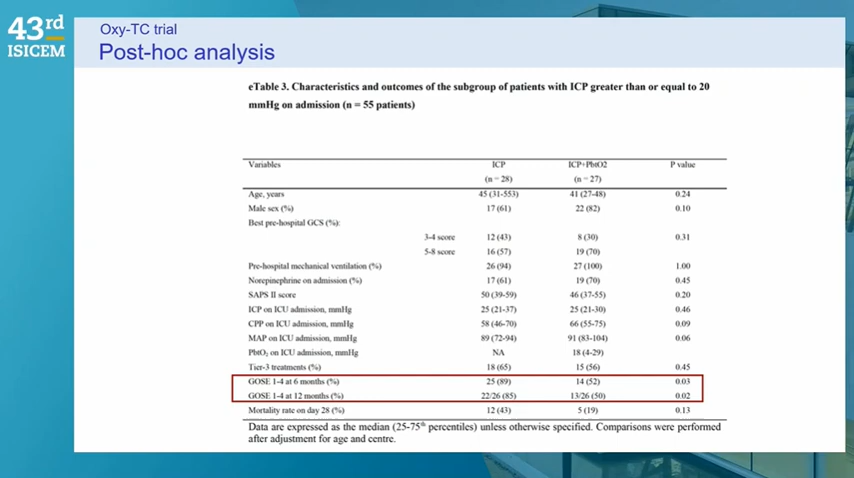 43rd
ISICEM
Oxy-TC trial
Post-hoc analysis
eTable 3. Characteristics and outcomes of the subgroup of patients with ICP greater than or equal to 20
mmHg on admission (n = 55 patients)
Variables ICP ICP+PbtO2 P value
(n = 28) (n = 27)
Age, years 45 (31-553) 41 (27-48) 0.24
Male sex (%) 17 (61) 22 (82) 0.10
Best pre-hospital GCS (%):
3-4 score 12 (43) 8 (30) 0.31
5-8 score 16 (57) 19 (70)
Pre-hospital mechanical ventilation (%) 26 (94) 27 (100) 1.00
Norepinephrine on admission (%) 17 (61) 19 (70) 0.45
SAPS II score 50 (39-59) 46 (37-55) 0.20
ICP on ICU admission, mmHg 25 (21-37) 25 (21-30) 0.46
CPP on ICU admission, mmHg 58 (46-70) 66 (55-75) 0.09
MAP on ICU admission, mmHg 89 (72-94) 91 (83-104) 0.06
PbtO₂ on ICU admission, mmHg NA 18 (4-29)
Tier-3 treatments (%) 18 (65) 15 (56) 0.45
GOSE 1-4 at 6 months (%) 25 (89) 14 (52) 0.03
GOSE 1-4 at 12 months (%) 22/26 (85) 13/26 (50) 0.02
Mortality rate on day 28 (%) 12 (43) 5 (19) 0.13
Data are expressed as the median (25-75th percentiles) unless otherwise specified. Comparisons were performed
after adjustment for age and centre.